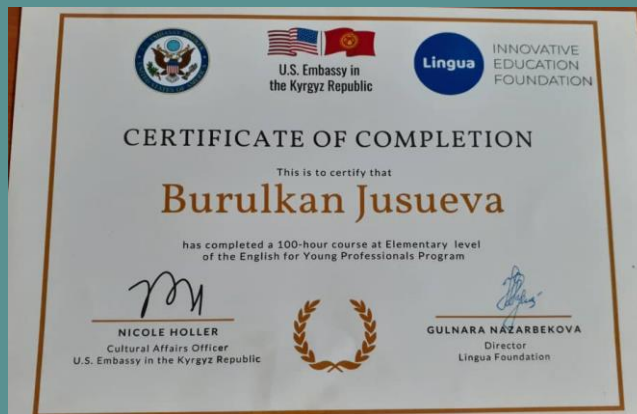 U.S. Embassy in
the Kyrgyz Republic
Lingua
INNOVATIVE
EDUCATION
FOUNDATION
CERTIFICATE OF COMPLETION
This is to certify that
Burulkan Jusueva
has completed a 100-hour course at Elementary level
of the English for Young Professionals Program
NICOLE HOLLER
Cultural Affairs Officer
U.S. Embassy in the Kyrgyz Republic
GULNARA NAZARBEKOVA
Director
Lingua Foundation